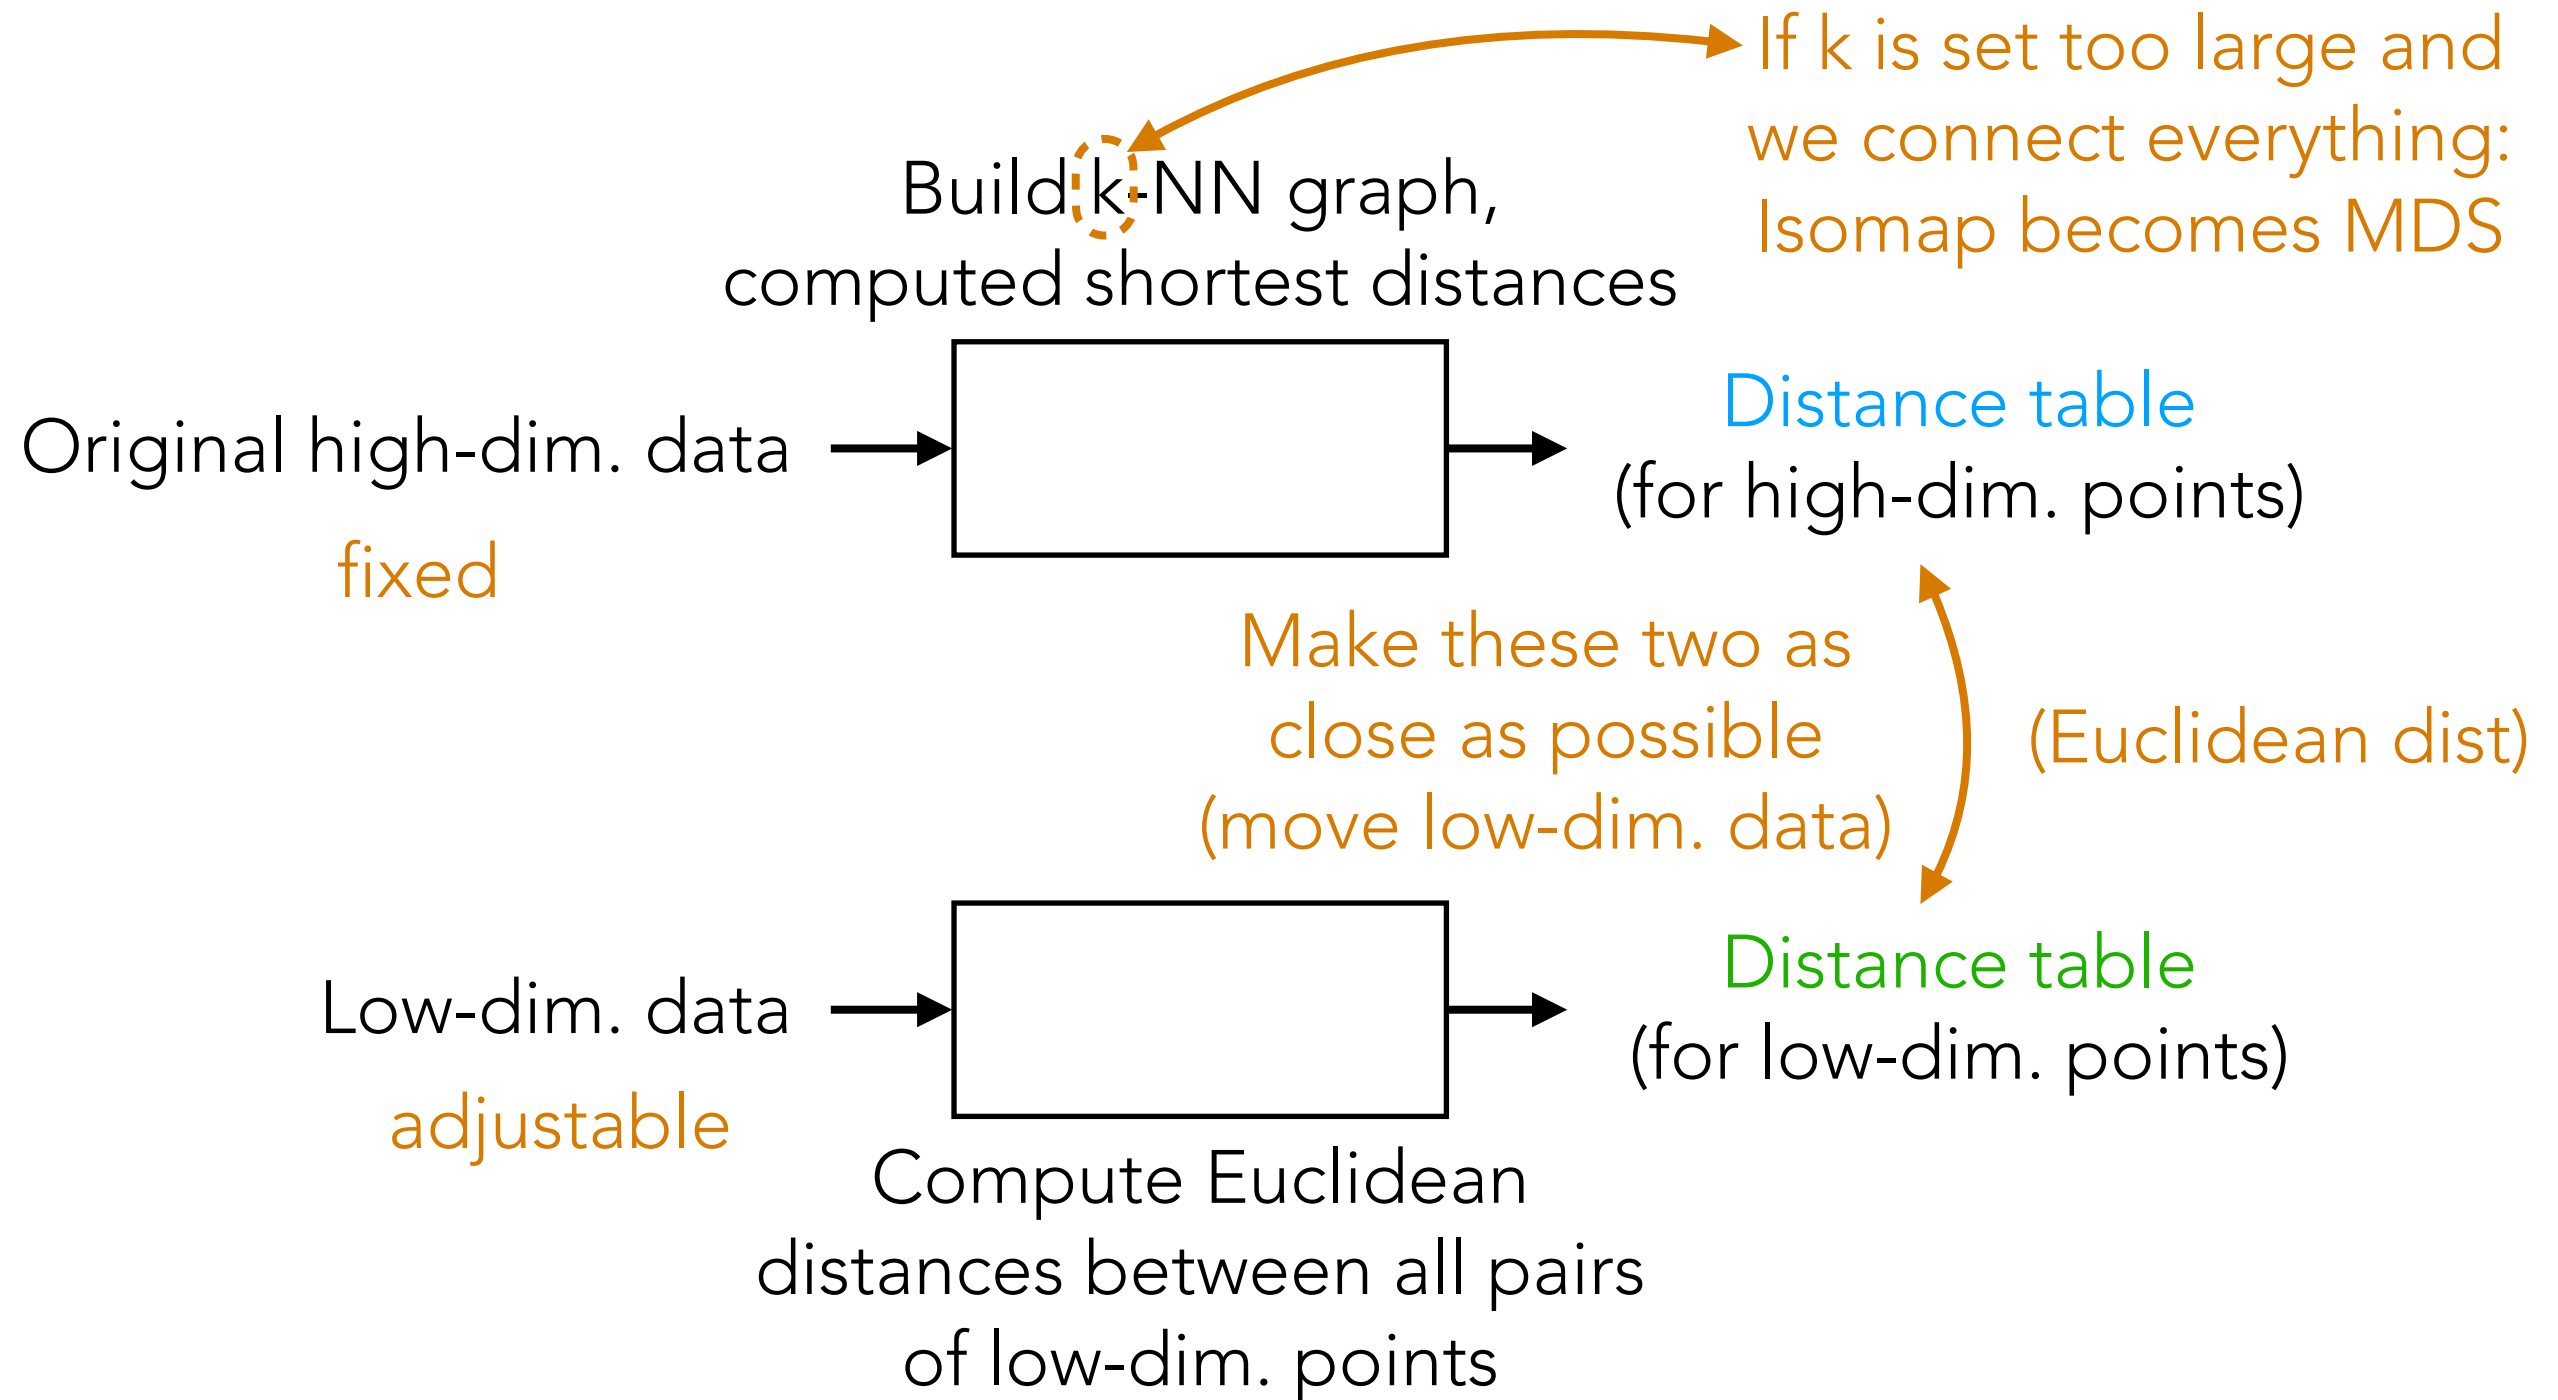 If k is set too large and
we connect everything:
Isomap becomes MDS
Build k-NN graph,
computed shortest distances
Original high-dim. data
fixed
Distance table
(for high-dim. points)
Make these two as
close as possible
(move low-dim. data)
(Euclidean dist)
Low-dim. data
adjustable
Distance table
(for low-dim. points)
Compute Euclidean
distances between all pairs
of low-dim. points